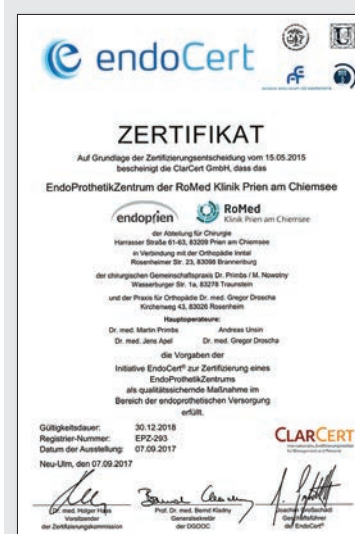 endoCert
ZERTIFIKAT
Auf Grundlage der Zertifizierungsentscheidung vom 15.05.2015
bescheinigt die ClarCert GmbH, dass das
EndoProthetikZentrum der RoMed Klinik Prien am Chiemsee
endoprien
RoMed
Klinik Prien am Chiemsee
der Abteilung für Chirurgie
Harrasser Straße 61-63, 83209 Prien am Chiemsee
in Verbindung mit der Orthopädie Inntal
Rosenheimer Str. 23, 83098 Brannenburg
der chirurgischen Gemeinschaftspraxis Dr. Primbs / M. Nowotny
Wasserburger Str. 1a, 83278 Traunstein
und der Praxis für Orthopädie Dr. med. Gregor Droscha
Kirchenweg 43, 83026 Rosenheim
Hauptoperateure:
Dr. med. Martin Primbs Andreas Unsin
Dr. med. Jens Apel Dr. med. Gregor Droscha
die Vorgaben der
Initiative EndoCert® zur Zertifizierung eines
EndoProthetikZentrums
als qualitätssichernde Maßnahme im
Bereich der endoprothetischen Versorgung
erfüllt.
Gültigkeitsdauer: 30.12.2018
Registrier-Nummer: EPZ-293
Datum der Ausstellung: 07.09.2017
CLARCERT
Neu-Ulm, den 07.09.2017
Dr. med. Holger Haas
Vorsitzender
der Zertifizierungskommission
Prof. Dr. med. Bernd Kladny
Generalsekretär
der DGOOC
Geschäftsführer
der EndoCert®